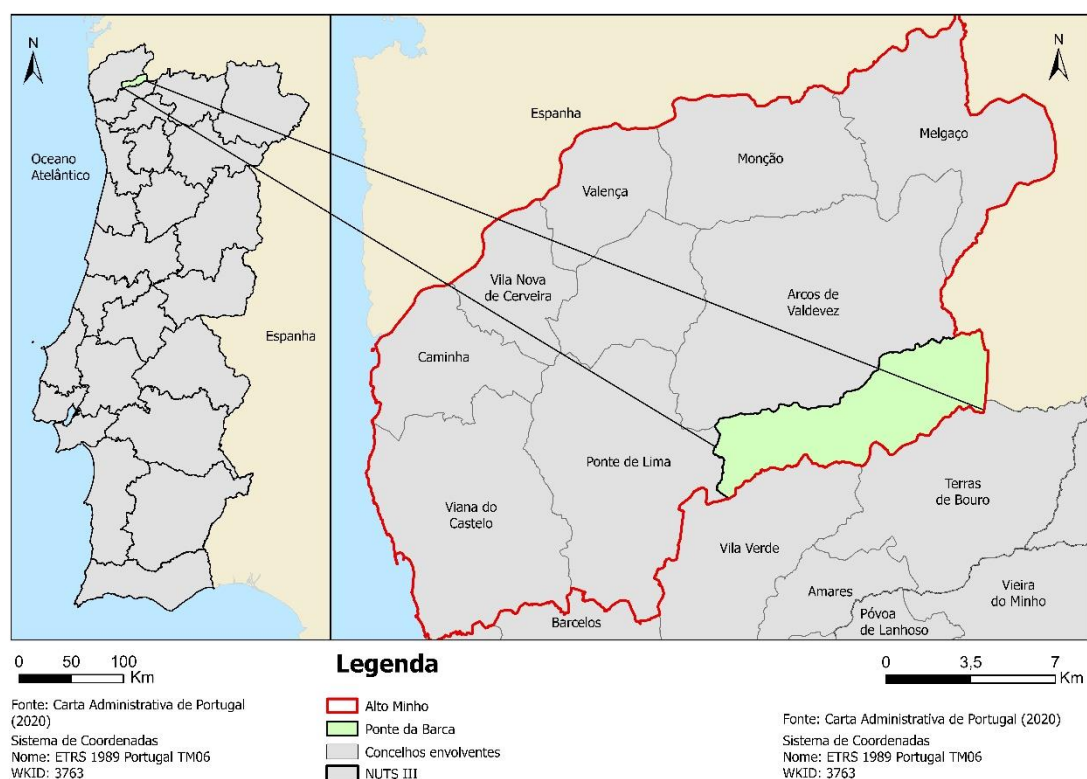 N
Oceano
Atelântico
Espanha
N
Espanha
Melgaço
Monção
Valença
Vila Nova
de Cerveira
Arcos de
Valdevez
Caminha
Ponte de Lima
Viana do
Castelo
Terras
de Bouro
Vila Verde
Amares
Vieira
do Minho
Póvoa
de Lanhoso
Barcelos
0 50 100
Km
Fonte: Carta Administrativa de Portugal
(2020)
Sistema de Coordenadas
Nome: ETRS 1989 Portugal TM06
WKID: 3763
Legenda
Alto Minho
Ponte da Barca
Concelhos envolventes
NUTS III
0 3,5 7
Km
Fonte: Carta Administrativa de Portugal (2020)
Sistema de Coordenadas
Nome: ETRS 1989 Portugal TM06
WKID: 3763